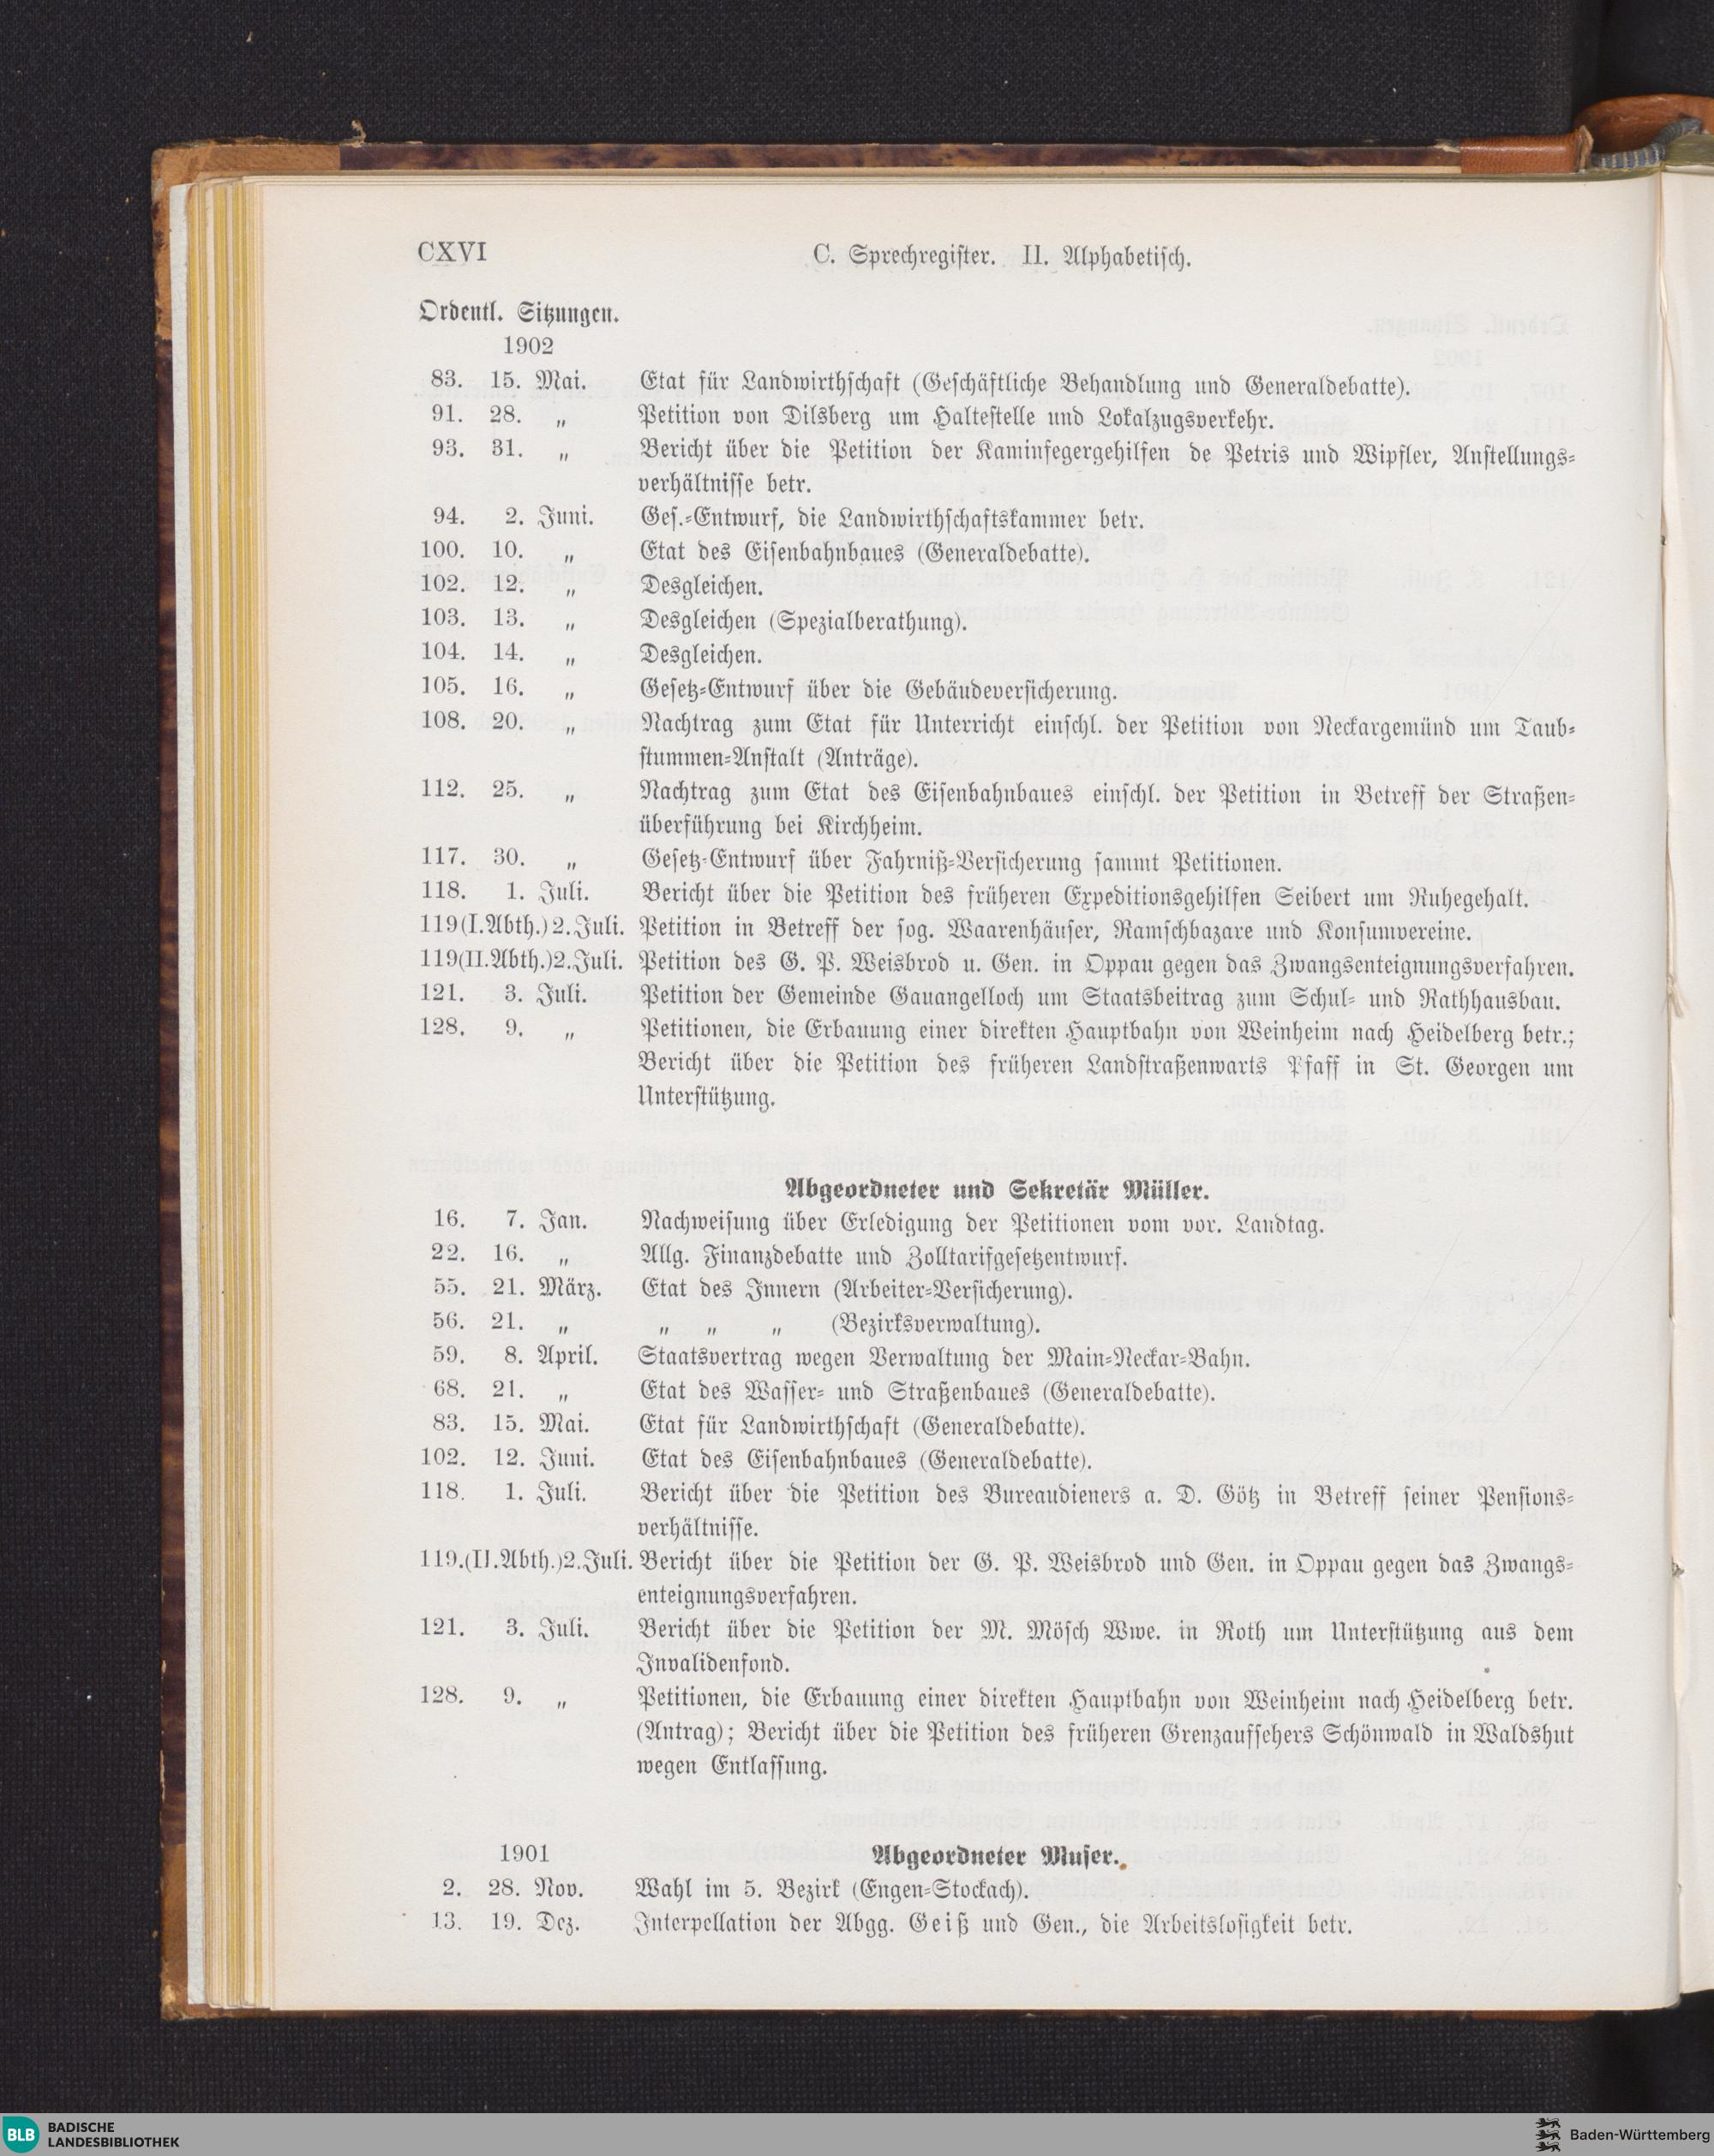 CXVI C. Sprechregister. II. Alphabetisch.
Ordentl. Sitzungen.
1902
83. 15. Mai. Etat für Landwirthschaft (Geschäftliche Behandlung und Generaldebatte).
91. 28. „ Petition von Dilsberg um Haltestelle und Lokalzugsverkehr.
93. 31. „ Bericht über die Petition der Kaminfegergehilfen de Petris und Wipfler, Anstellungs-
verhältnisse betr.
94. 2. Juni. Ges.-Entwurf, die Landwirthschaftskammer betr.
100. 10. „ Etat des Eisenbahnbaues (Generaldebatte).
102. 12. „ Desgleichen.
103. 13. „ Desgleichen (Spezialberathung).
104. 14. „ Desgleichen.
105. 16. „ Gesetz-Entwurf über die Gebäudeversicherung.
108. 20. „ Nachtrag zum Etat für Unterricht einschl. der Petition von Neckargemünd um Taub-
stummen-Anstalt (Anträge).
112. 25. „ Nachtrag zum Etat des Eisenbahnbaues einschl. der Petition in Betreff der Straßen-
überführung bei Kirchheim.
117. 30. „ Gesetz-Entwurf über Fahrniß-Versicherung sammt Petitionen.
118. 1. Juli. Bericht über die Petition des früheren Expeditionsgehilfen Seibert um Ruhegehalt.
119(I.Abth.)2.Juli. Petition in Betreff der sog. Waarenhäuser, Ramschbazare und Konsumvereine.
119(II.Abth.)2.Juli. Petition des G. P. Weisbrod u. Gen. in Oppau gegen das Zwangsenteignungsverfahren.
121. 3. Juli. Petition der Gemeinde Gauangelloch um Staatsbeitrag zum Schul- und Rathhausbau.
128. 9. „ Petitionen, die Erbauung einer direkten Hauptbahn von Weinheim nach Heidelberg betr.;
Bericht über die Petition des früheren Landstraßenwarts Pfaff in St. Georgen um
Unterstützung.
Abgeordneter und Sekretär Müller.
16. 7. Jan. Nachweisung über Erledigung der Petitionen vom vor. Landtag.
22. 16. „ Allg. Finanzdebatte und Zolltarifgesetzentwurf.
55. 21. März. Etat des Innern (Arbeiter-Versicherung).
56. 21. „ „ „ „ (Bezirksverwaltung).
59. 8. April. Staatsvertrag wegen Verwaltung der Main-Neckar-Bahn.
68. 21. „ Etat des Wasser- und Straßenbaues (Generaldebatte).
83. 15. Mai. Etat für Landwirthschaft (Generaldebatte).
102. 12. Juni. Etat des Eisenbahnbaues (Generaldebatte).
118. 1. Juli. Bericht über die Petition des Bureaudieners a. D. Götz in Betreff seiner Pensions-
verhältnisse.
119.(II.Abth.)2.Juli. Bericht über die Petition der G. P. Weisbrod und Gen. in Oppau gegen das Zwangs-
enteignungsverfahren.
121. 3. Juli. Bericht über die Petition der M. Mösch Wwe. in Roth um Unterstützung aus dem
Invalidenfond.
128. 9. „ Petitionen, die Erbauung einer direkten Hauptbahn von Weinheim nach Heidelberg betr.
(Antrag); Bericht über die Petition des früheren Grenzaufsehers Schönwald in Waldshut
wegen Entlassung.
1901 Abgeordneter Muser.
2. 28. Nov. Wahl im 5. Bezirk (Engen-Stockach).
13. 19. Dez. Interpellation der Abgg. Geiß und Gen., die Arbeitslosigkeit betr.
BLB BADISCHE
LANDESBIBLIOTHEK
Baden-Württemberg